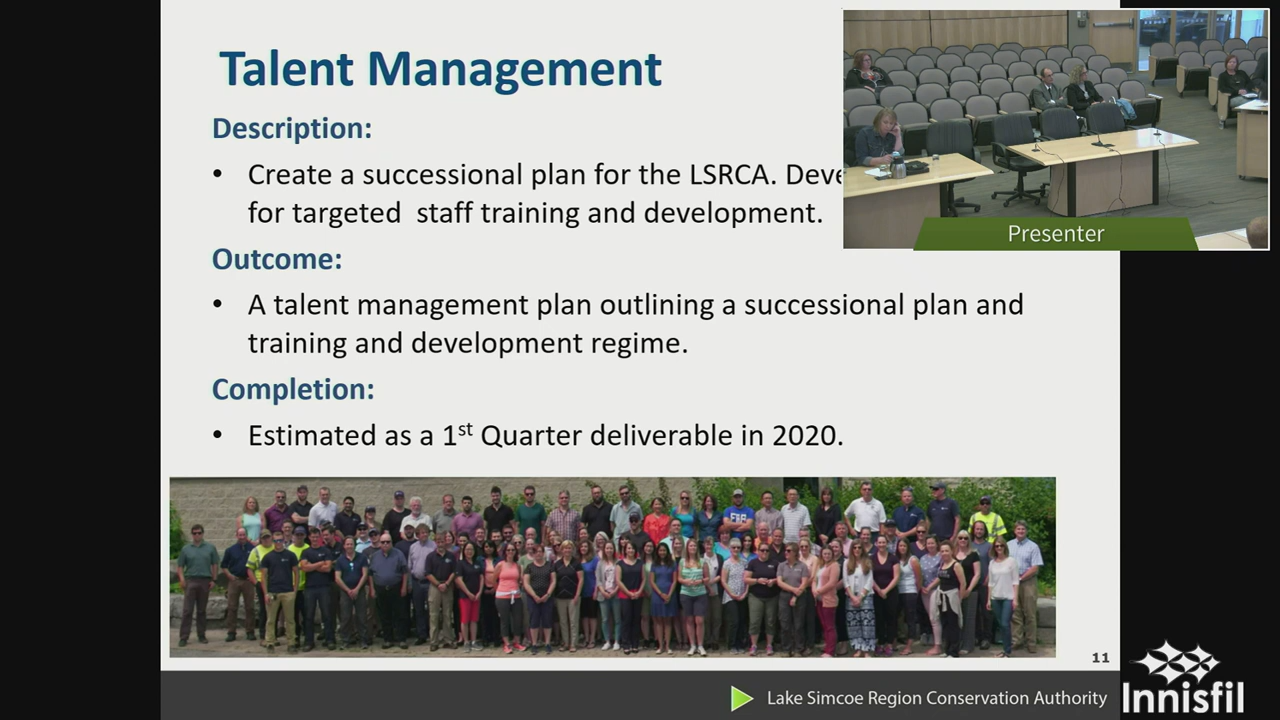 Talent Management
Description:
• Create a successional plan for the LSRCA. Deve
for targeted staff training and development.
Outcome:
• A talent management plan outlining a successional plan and
training and development regime.
Completion:
• Estimated as a 1st Quarter deliverable in 2020.
Presenter
11
Lake Simcoe Region Conservation Authority
Innisfil